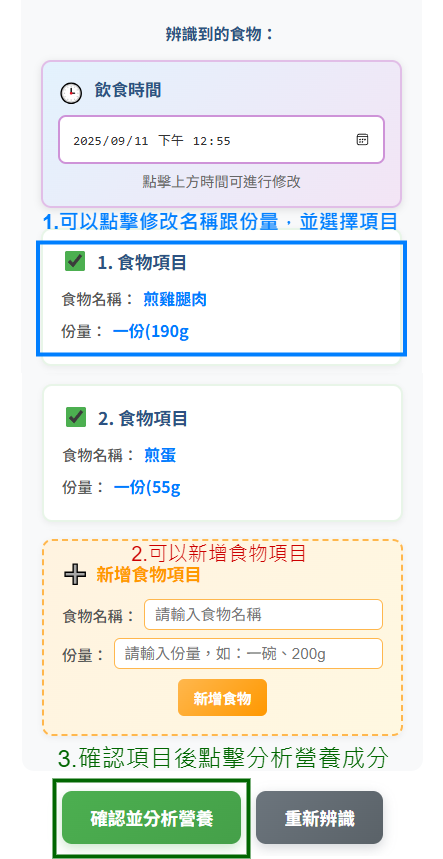 辨識到的食物：
飲食時間
2025/09/11 下午 12:55
點擊上方時間可進行修改
1.可以點擊修改名稱跟份量，並選擇項目
1. 食物項目
食物名稱： 煎雞腿肉
份量： 一份(190g
2. 食物項目
食物名稱： 煎蛋
份量： 一份(55g
2.可以新增食物項目
新增食物項目
食物名稱： 請輸入食物名稱
份量： 請輸入份量，如：一碗、200g
新增食物
3.確認項目後點擊分析營養成分
確認並分析營養 重新辨識